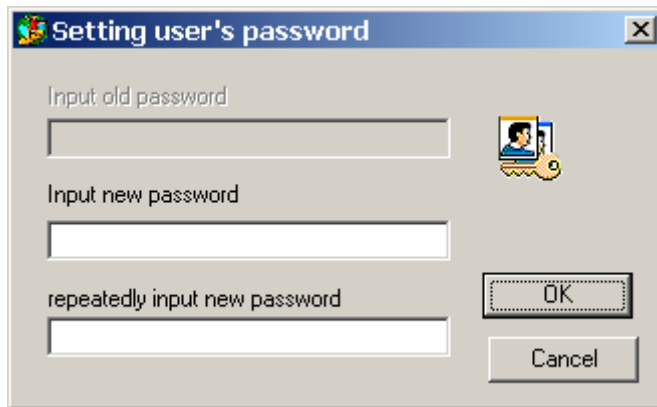 Setting user's password
Input old password
Input new password
repeatedly input new password
OK
Cancel